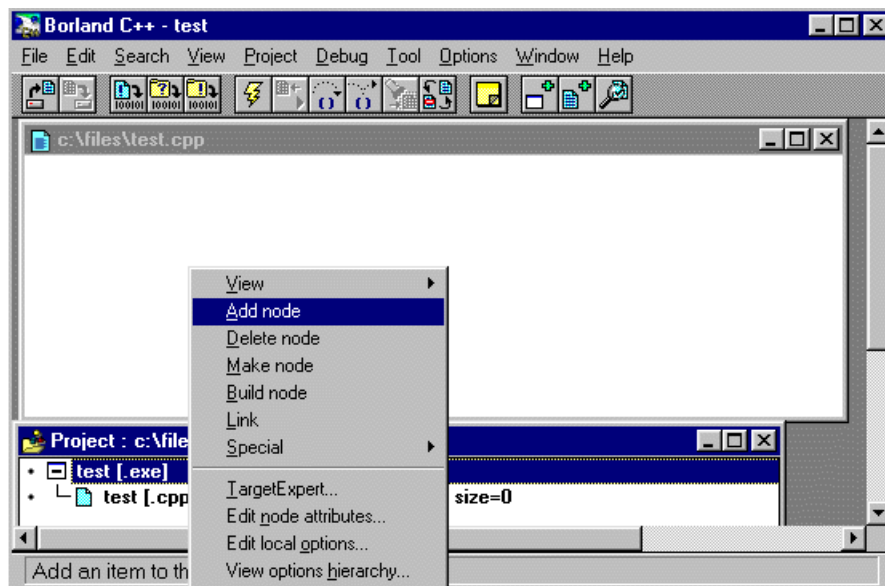 Borland C++ - test
File Edit Search View Project Debug Tool Options Window Help
c:\files\test.cpp
View
Add node
Delete node
Make node
Build node
Link
Special
TargetExpert...
Edit node attributes...
Edit local options...
View options hierarchy...
Project : c:\file
test [.exe]
test [.cpp size=0
Add an item to th